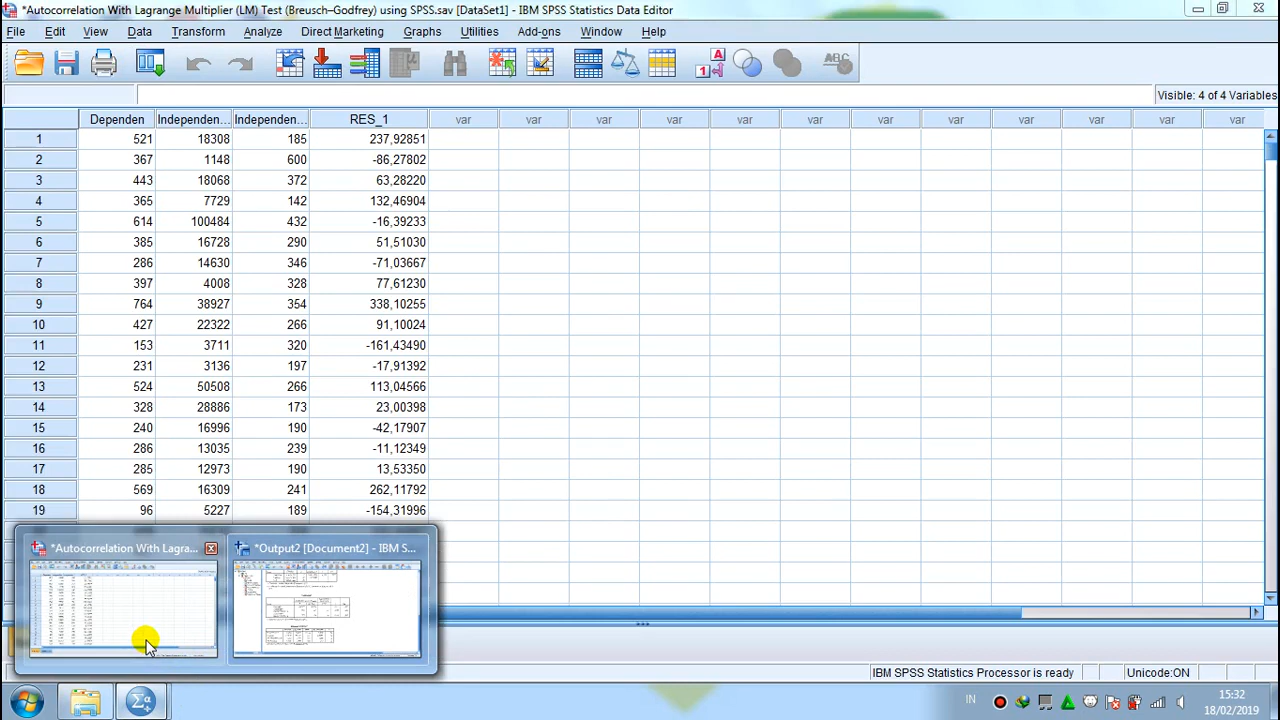 *Autocorrelation With Lagrange Multiplier (LM) Test (Breusch–Godfrey) using SPSS.sav [DataSet1] - IBM SPSS Statistics Data Editor
File Edit View Data Transform Analyze Direct Marketing Graphs Utilities Add-ons Window Help
Visible: 4 of 4 Variables
Dependen Independen... Independen... RES_1 var var var var var var var var var var var var
1 521 18308 185 237,92851
2 367 1148 600 -86,27802
3 443 18068 372 63,28220
4 365 7729 142 132,46904
5 614 100484 432 -16,39233
6 385 16728 290 51,51030
7 286 14630 346 -71,03667
8 397 4008 328 77,61230
9 764 38927 354 338,10255
10 427 22322 266 91,10024
11 153 3711 320 -161,43490
12 231 3136 197 -17,91392
13 524 50508 266 113,04566
14 328 28886 173 23,00398
15 240 16996 190 -42,17907
16 286 13035 239 -11,12349
17 285 12973 190 13,53350
18 569 16309 241 262,11792
19 96 5227 189 -154,31996
*Autocorrelation With Lagra... *Output2 [Document2] - IBM S...
IBM SPSS Statistics Processor is ready Unicode:ON
IN 15:32
18/02/2019